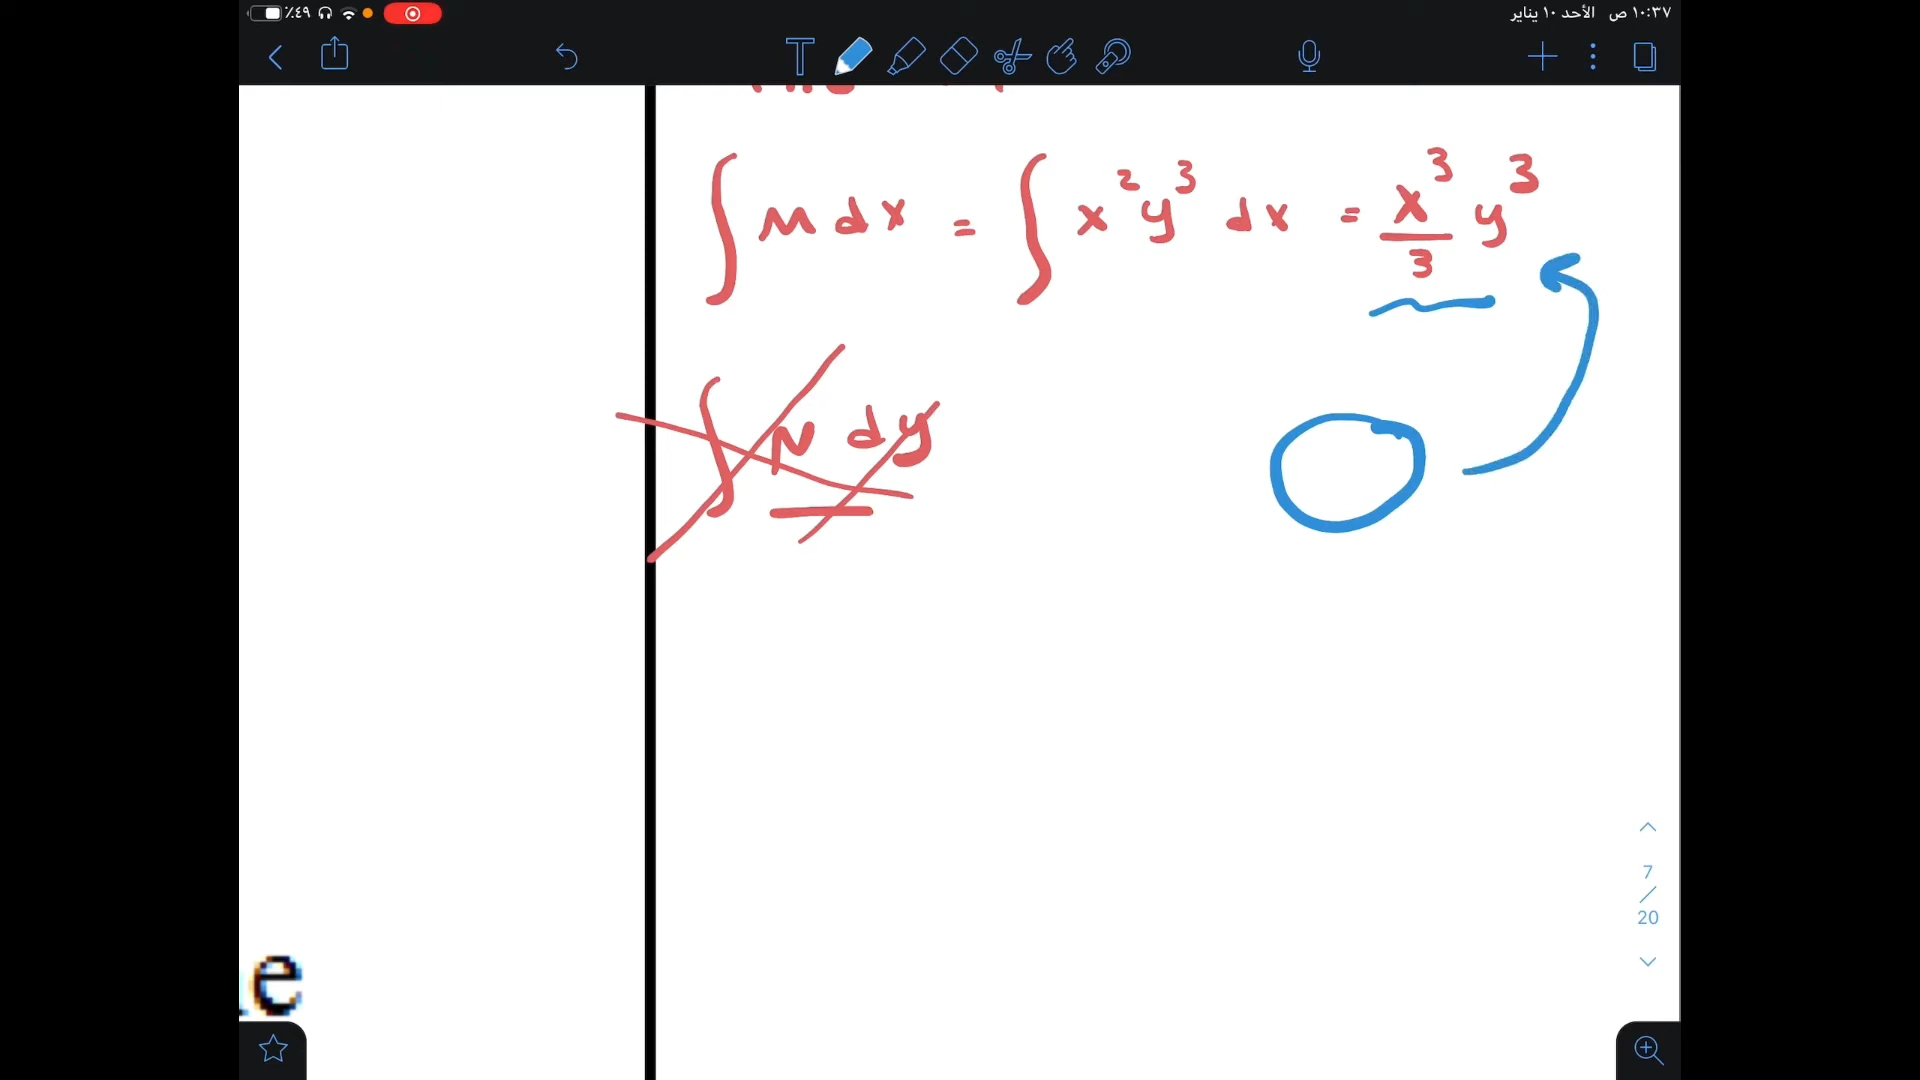 ٪٤٩
١٠:٣٧ ص الأحد ١٠ يناير
∫ M dx = ∫ x²y³ dx = x³/3 y³
∫ N dy
7
/
20
e